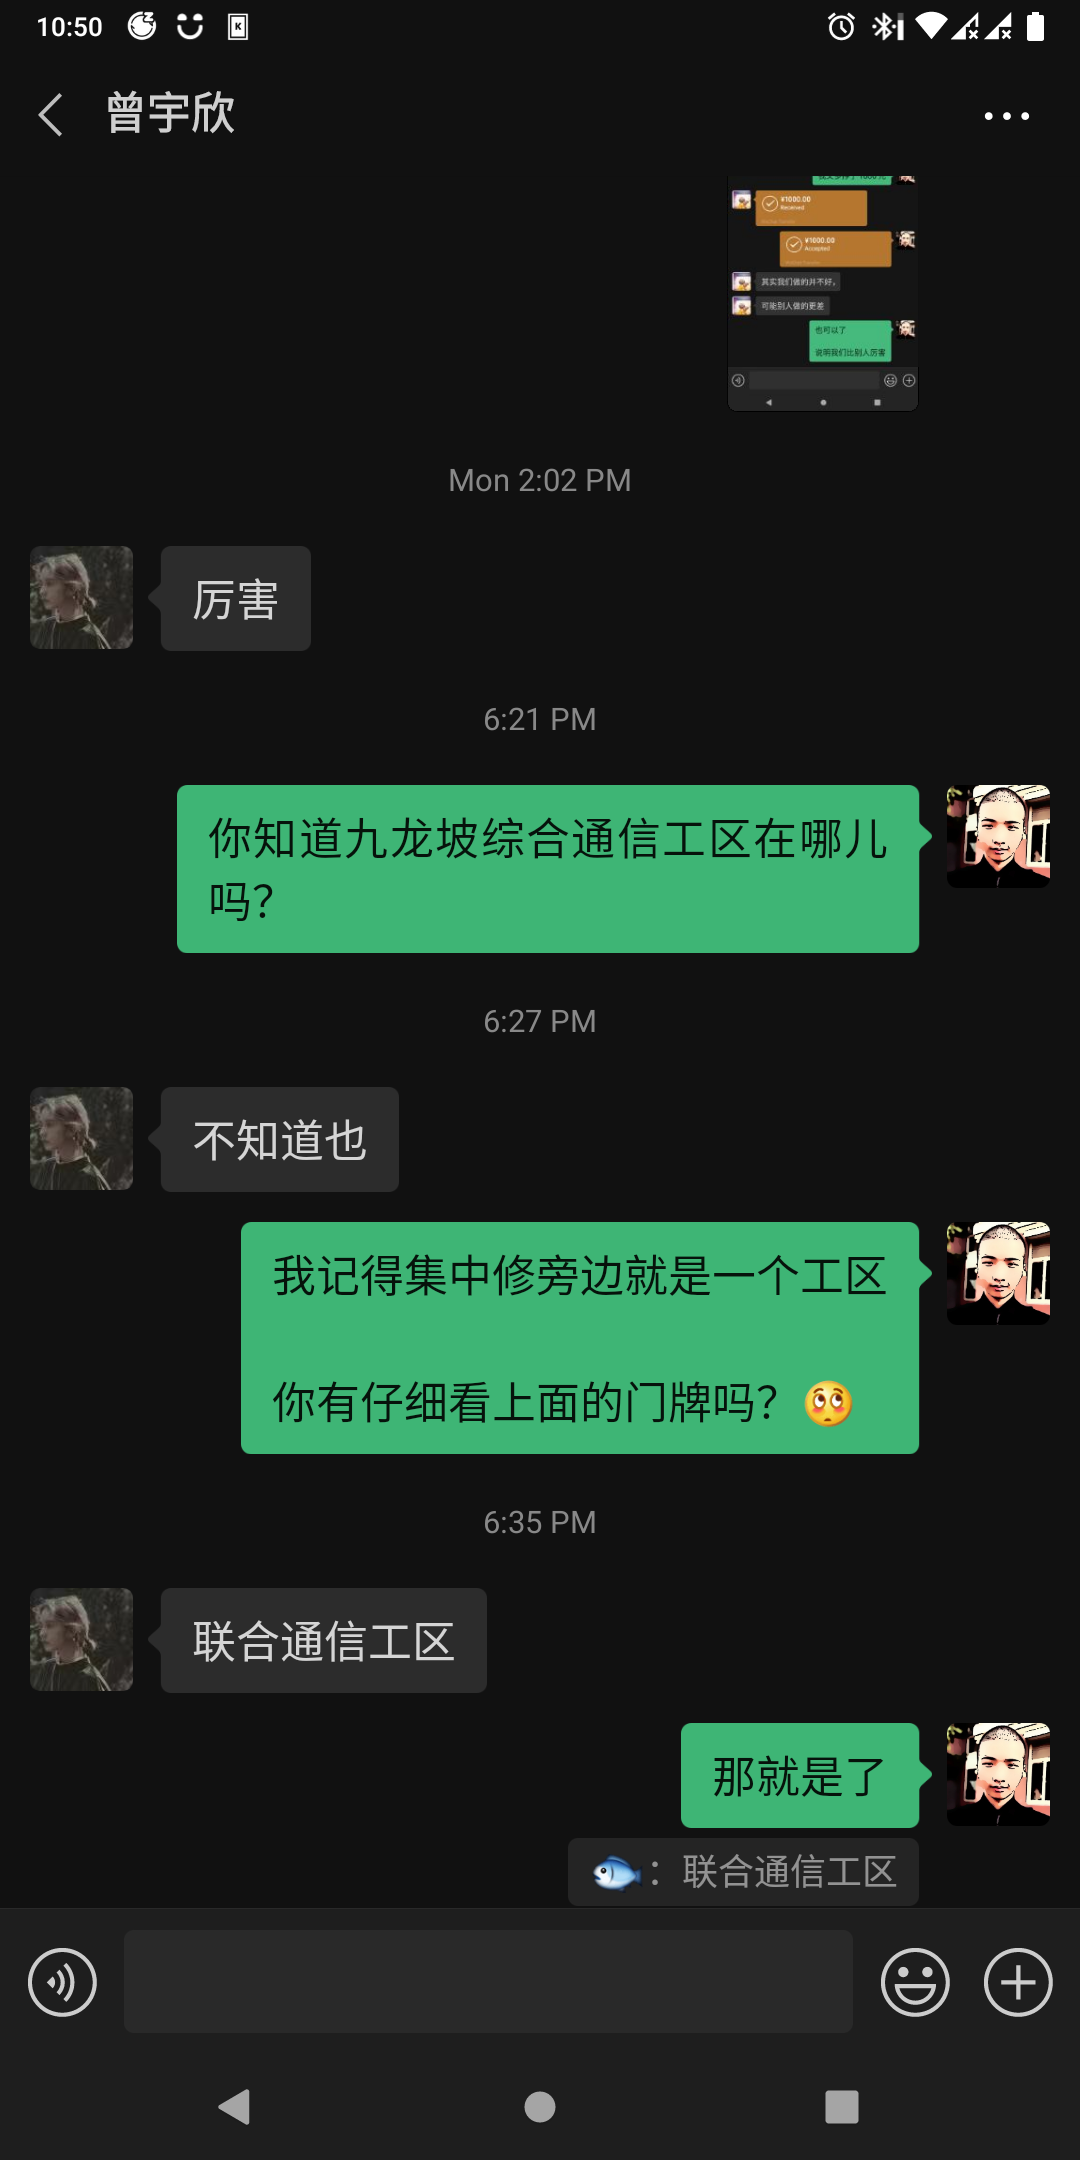 10:50
曾宇欣
¥1000.00
Received
¥1000.00
Accepted
其实我们做的并不好，
可能别人做的更差
也可以了
说明我们比别人厉害
Mon 2:02 PM
厉害
6:21 PM
你知道九龙坡综合通信工区在哪儿
吗？
6:27 PM
不知道也
我记得集中修旁边就是一个工区
你有仔细看上面的门牌吗？🥺
6:35 PM
联合通信工区
那就是了
🐟：联合通信工区